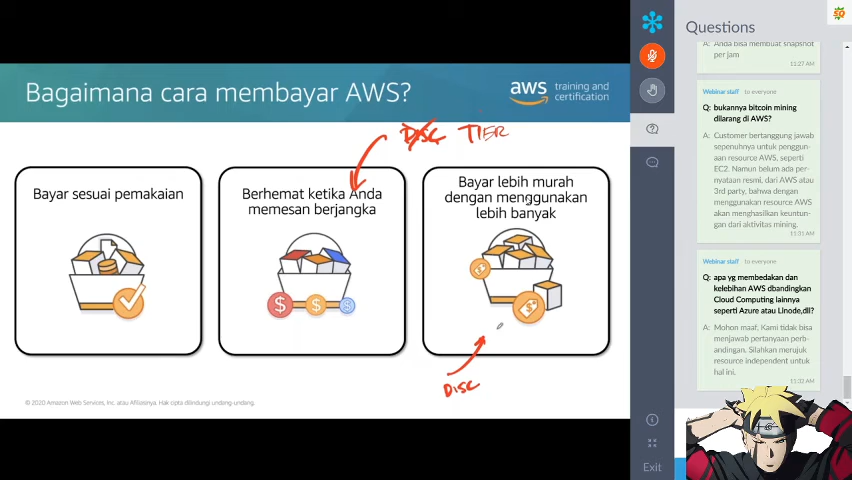 Bagaimana cara membayar AWS?
aws training and
certification
DISC TIER
Bayar sesuai pemakaian
Berhemat ketika Anda
memesan berjangka
Bayar lebih murah
dengan menggunakan
lebih banyak
DISC
© 2020 Amazon Web Services, Inc. atau Afiliasinya. Hak cipta dilindungi undang-undang.
SQ
Questions
A: Anda bisa membuat snapshot
per jam
11:27 AM
Webinar staff to everyone
Q: bukannya bitcoin mining
dilarang di AWS?
A: Customer bertanggung jawab
sepenuhnya untuk penggun-
aan resource AWS, seperti
EC2. Namun belum ada per-
nyataan resmi, dari AWS atau
3rd party, bahwa dengan
menggunakan resource AWS
akan menghasilkan keuntun-
gan dari aktivitas mining.
11:31 AM
Webinar staff to everyone
Q: apa yg membedakan dan
kelebihan AWS dbandingkan
Cloud Computing lainnya
seperti Azure atau Linode,dll?
A: Mohon maaf. Kami tidak bisa
menjawab pertanyaan perb-
andingan. Silahkan merujuk
resource independent untuk
hal ini.
11:32 AM
Exit